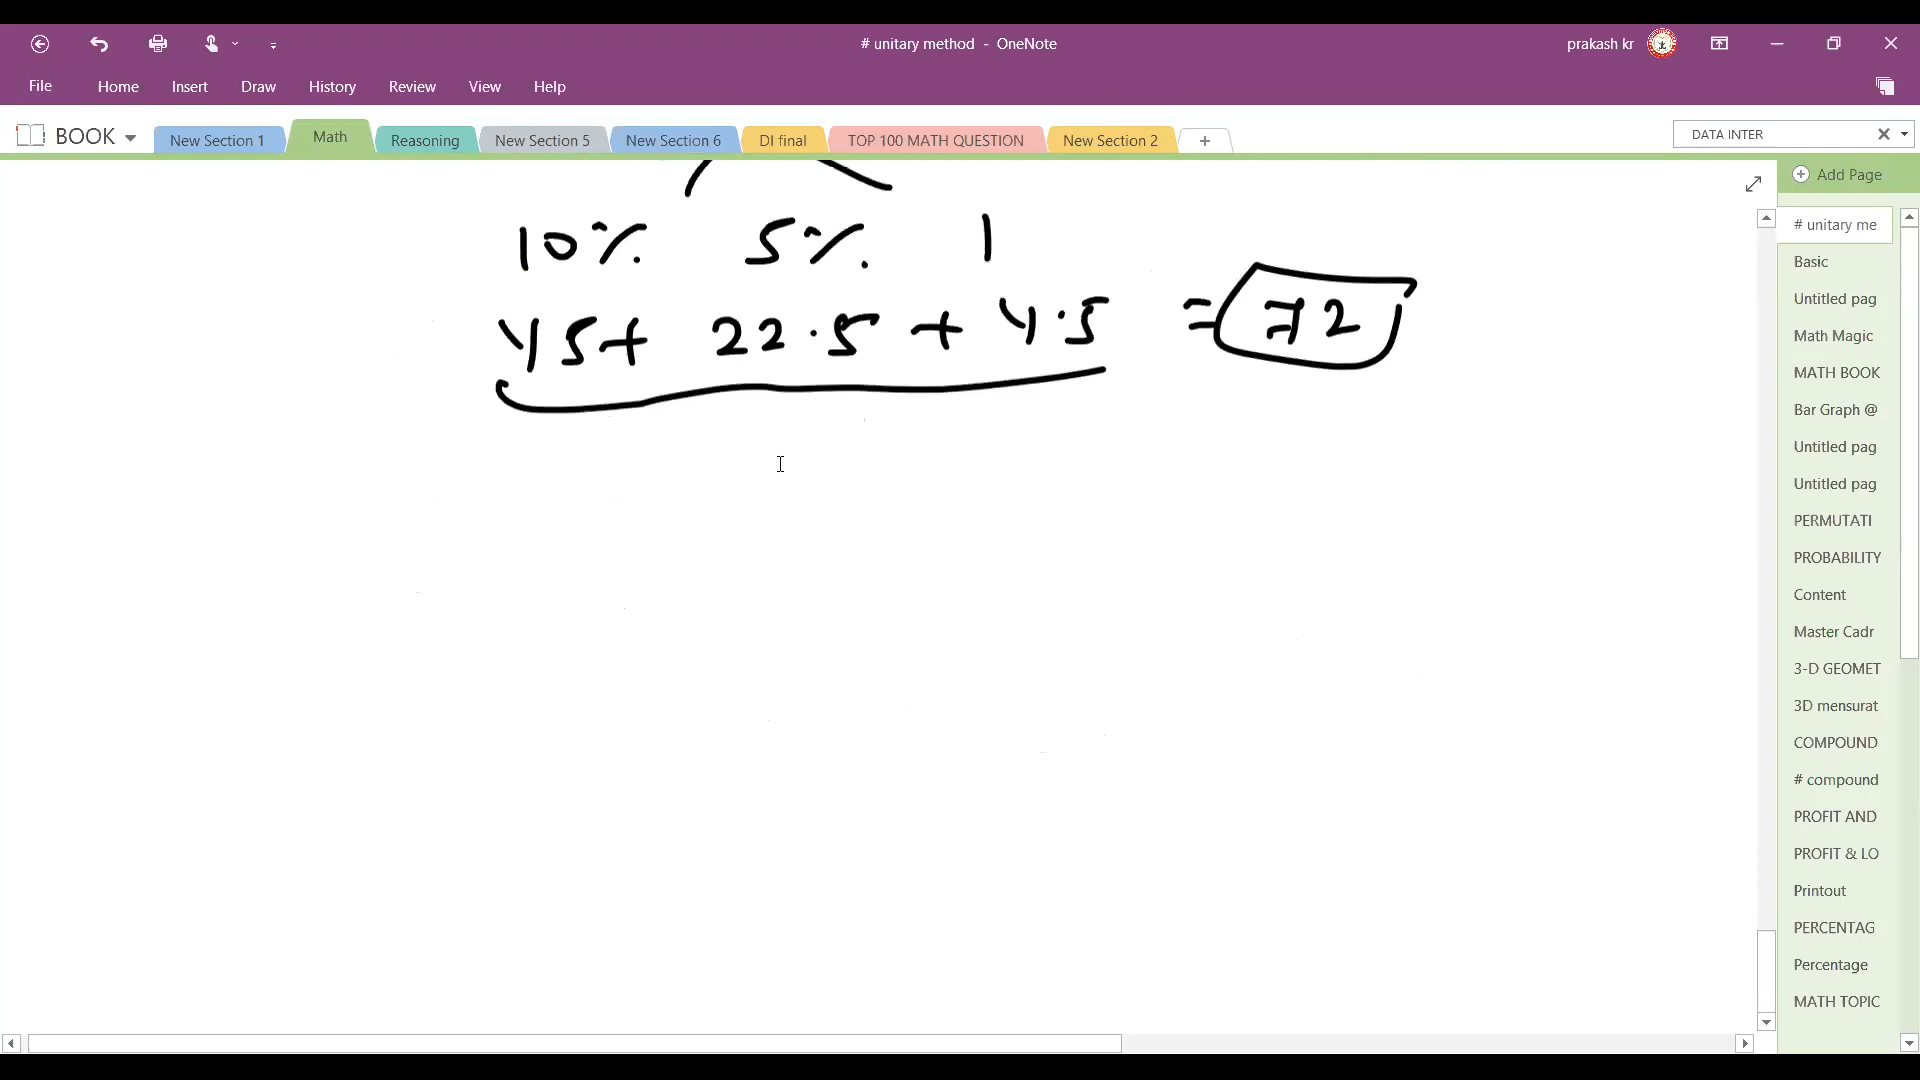 # unitary method - OneNote
prakash kr
File Home Insert Draw History Review View Help
BOOK
New Section 1
Math
Reasoning
New Section 5
New Section 6
DI final
TOP 100 MATH QUESTION
New Section 2
+
DATA INTER
Add Page
# unitary me
Basic
Untitled pag
Math Magic
MATH BOOK
Bar Graph @
Untitled pag
Untitled pag
PERMUTATI
PROBABILITY
Content
Master Cadr
3-D GEOMET
3D mensurat
COMPOUND
# compound
PROFIT AND
PROFIT & LO
Printout
PERCENTAG
Percentage
MATH TOPIC
10% 5% 1
45+ 22.5 + 4.5 = 72